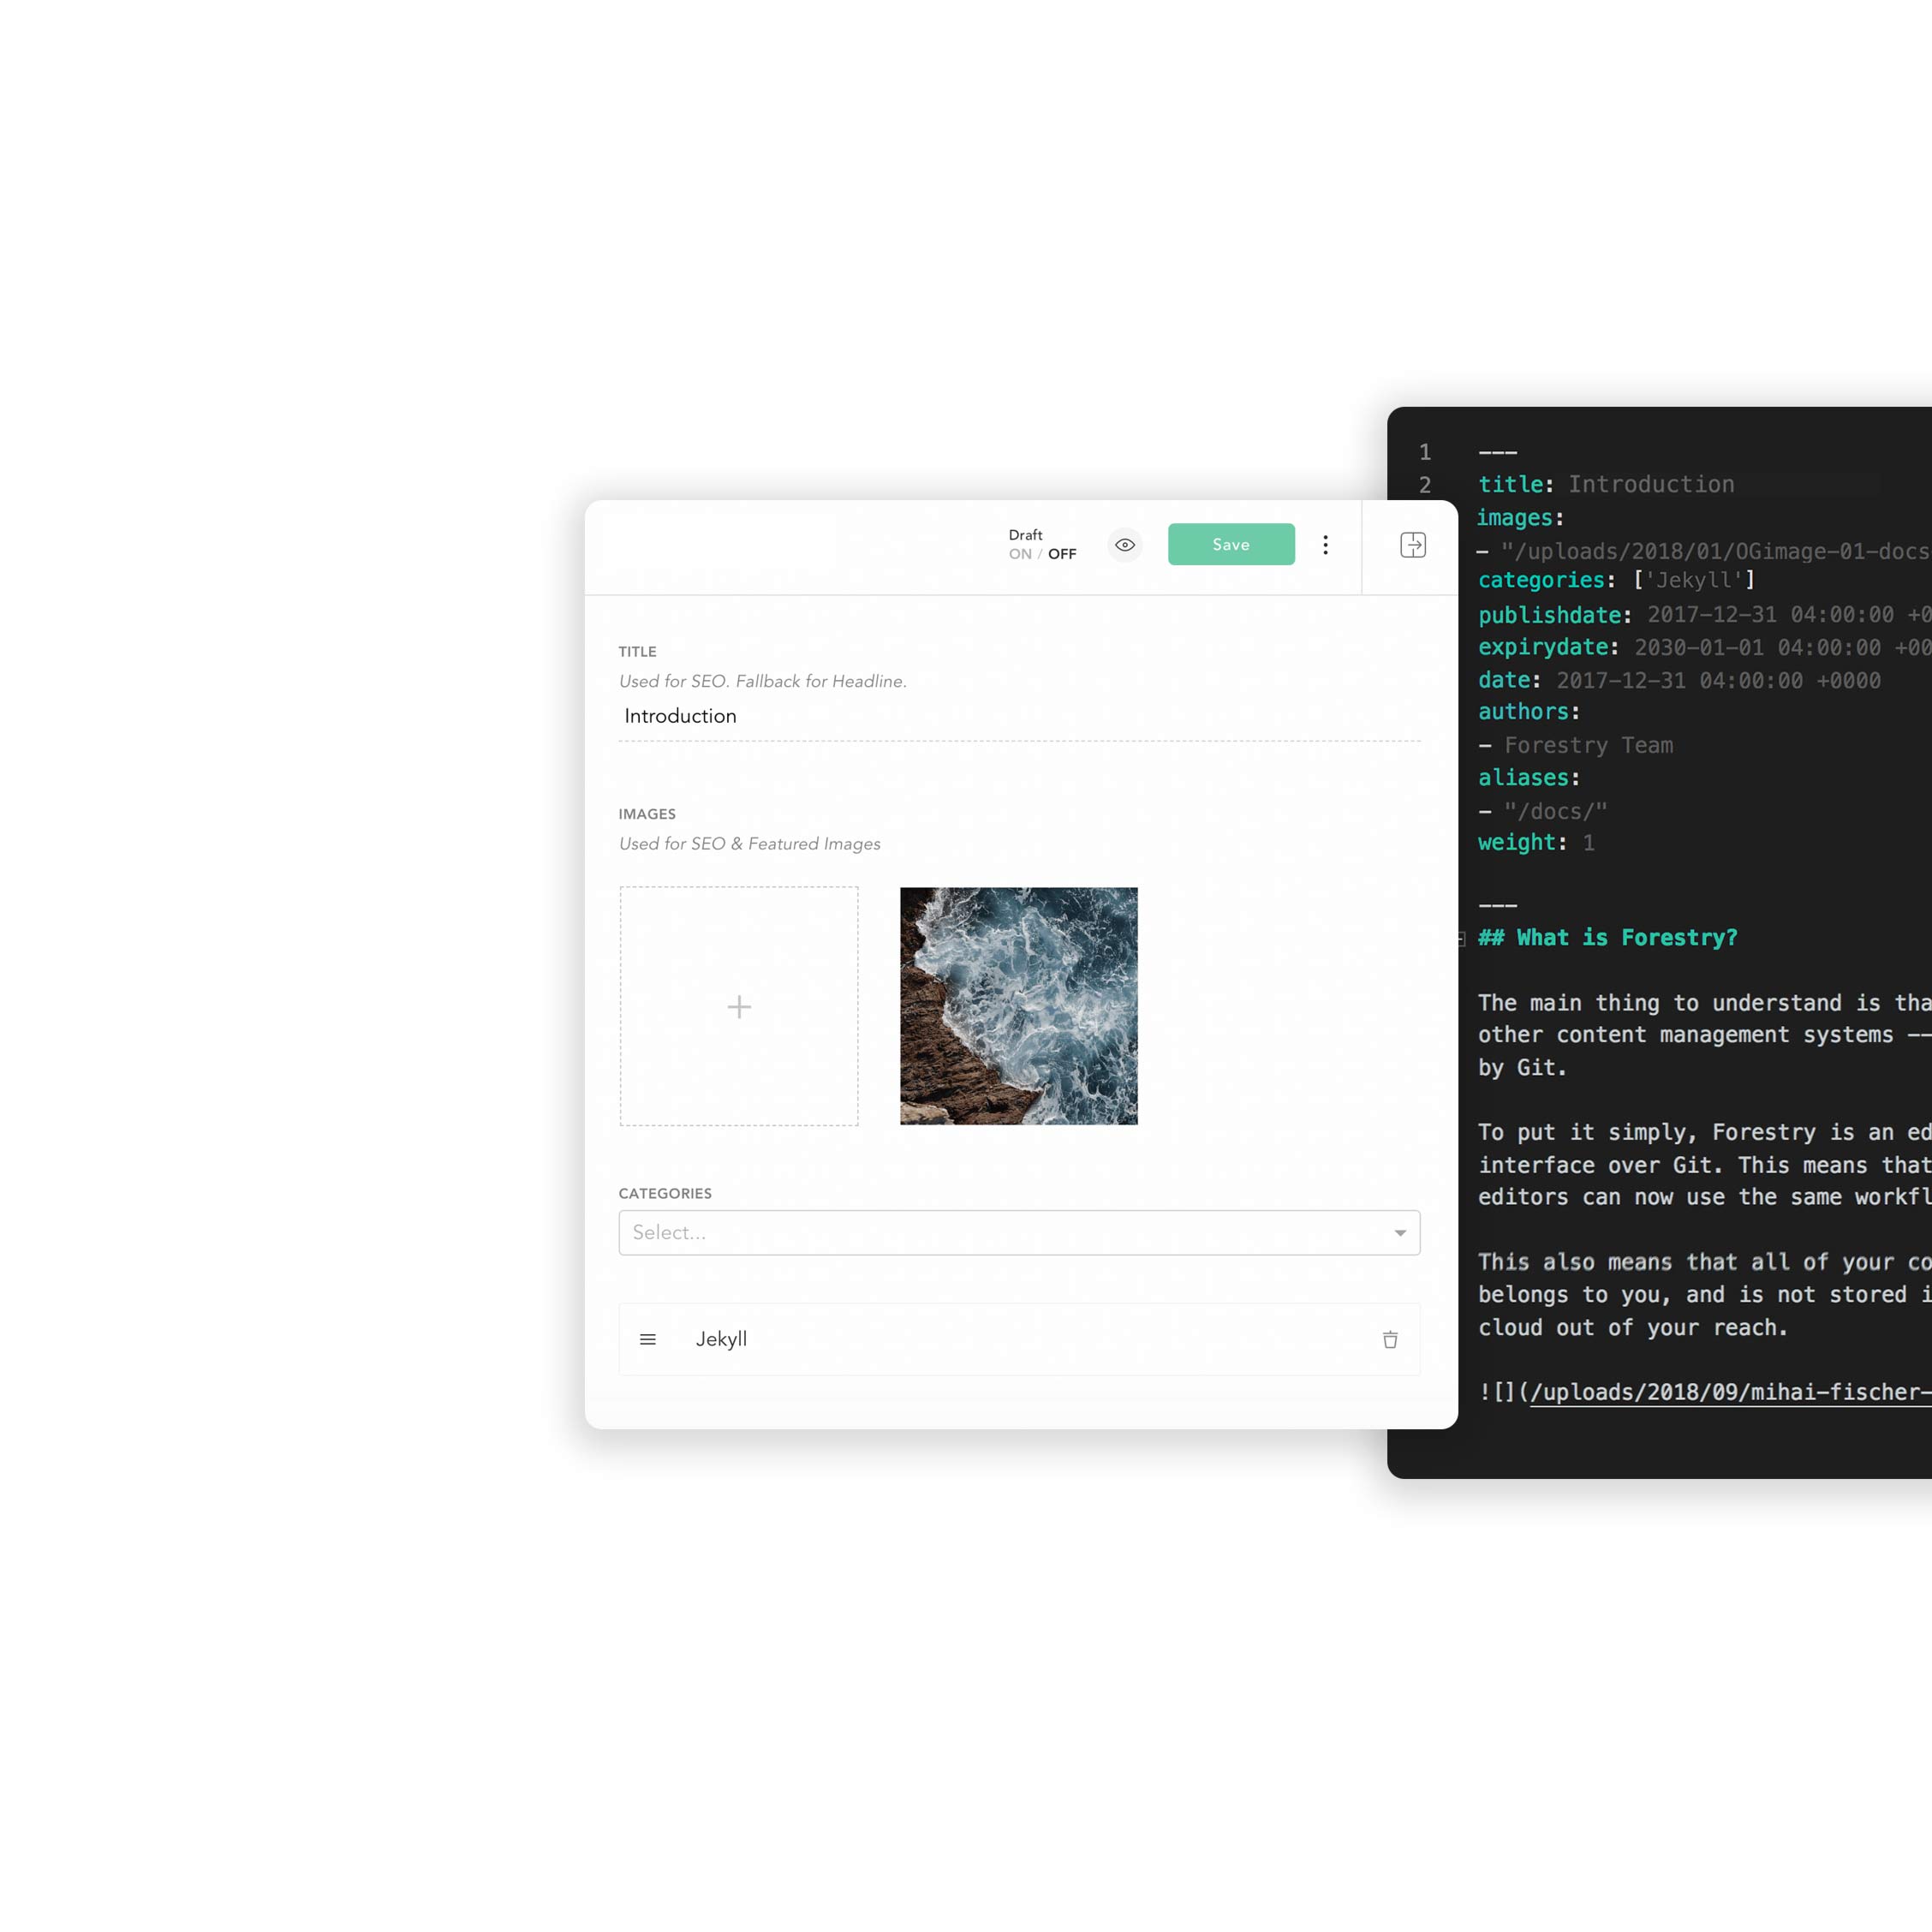 Draft
ON / OFF
Save
TITLE
Used for SEO. Fallback for Headline.
Introduction
IMAGES
Used for SEO & Featured Images
CATEGORIES
Select...
Jekyll
1 ---
2 title: Introduction
images:
- "/uploads/2018/01/OGimage-01-docs
categories: ['Jekyll']
publishdate: 2017-12-31 04:00:00 +0
expirydate: 2030-01-01 04:00:00 +00
date: 2017-12-31 04:00:00 +0000
authors:
- Forestry Team
aliases:
- "/docs/"
weight: 1
---
## What is Forestry?
The main thing to understand is tha
other content management systems --
by Git.
To put it simply, Forestry is an ed
interface over Git. This means that
editors can now use the same workfl
This also means that all of your co
belongs to you, and is not stored i
cloud out of your reach.
![](/uploads/2018/09/mihai-fischer-